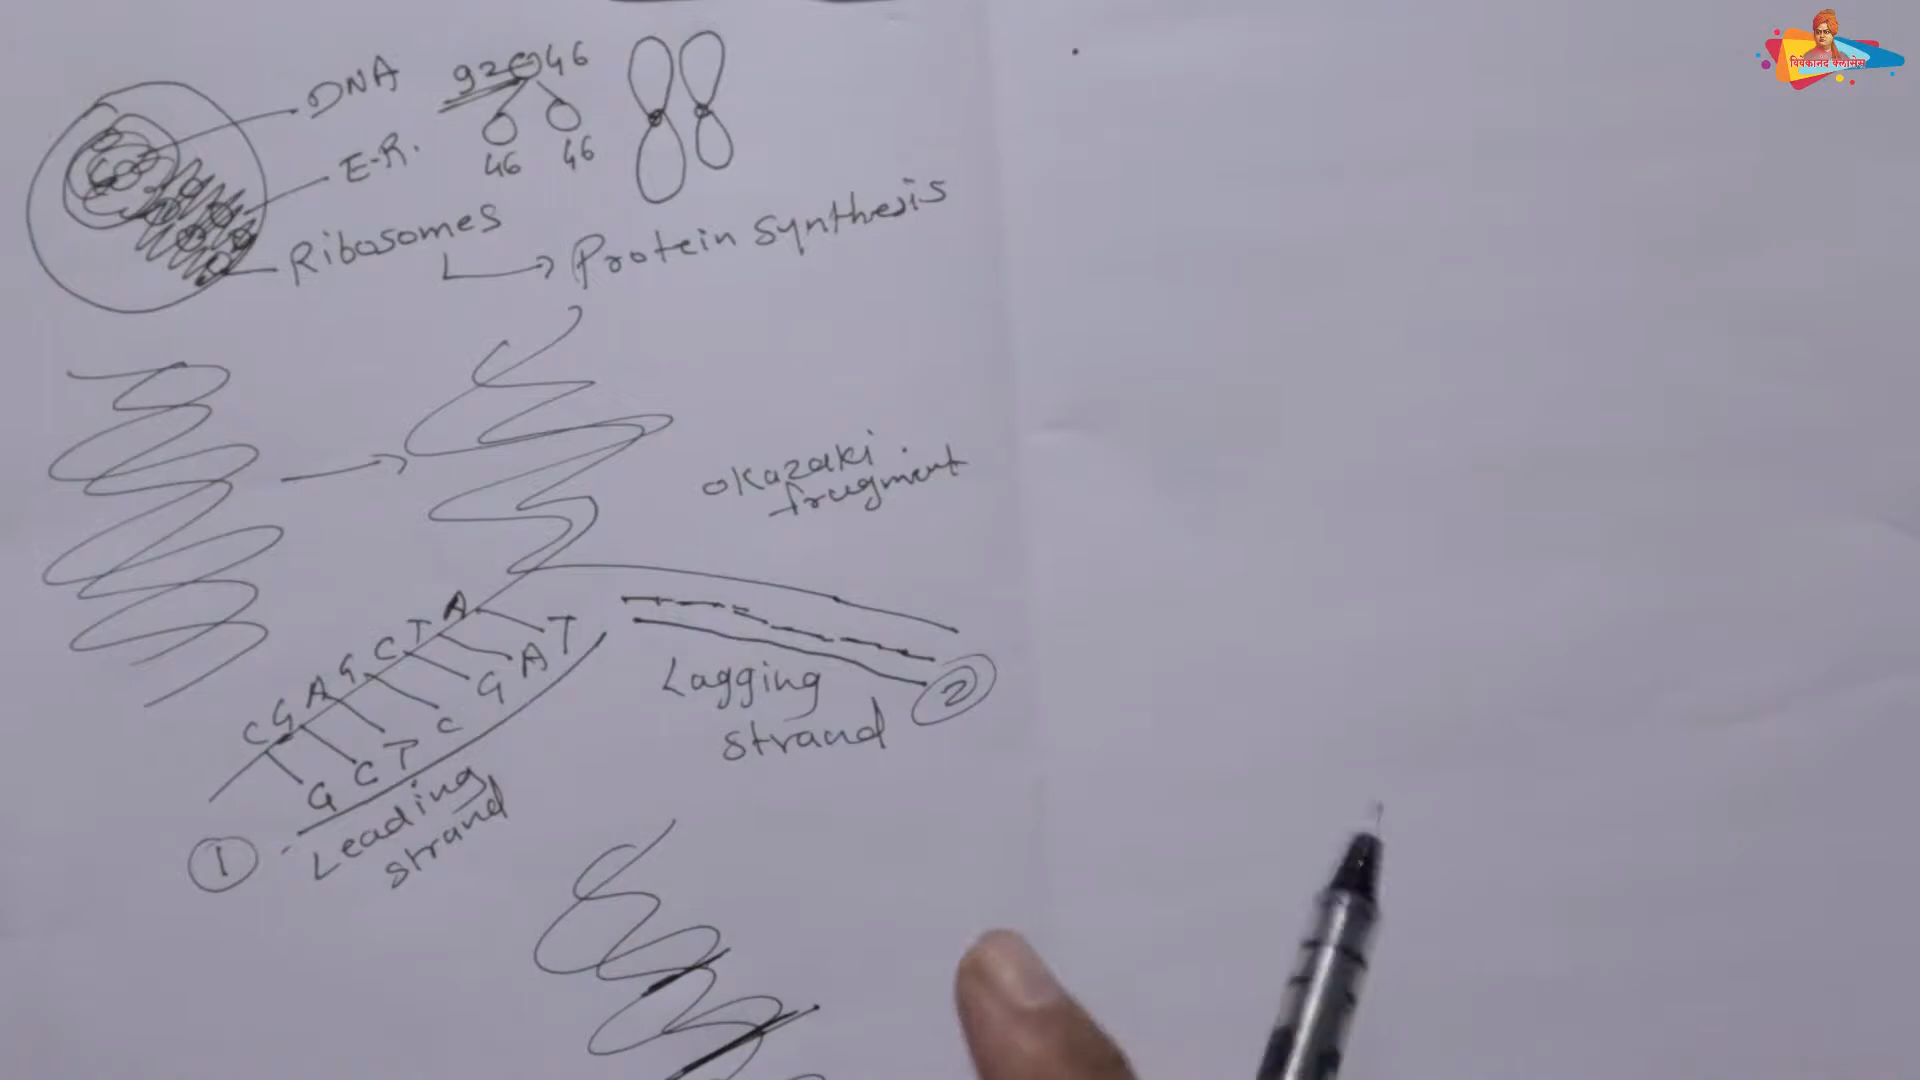 DNA
92 46
46 46
E.R.
Ribosomes
Protein synthesis
okazaki
fragment
A T
T A
C G
G C
A T
G C
C G
Lagging
strand
2
Leading
strand
1
विवेकानंद क्लासेस